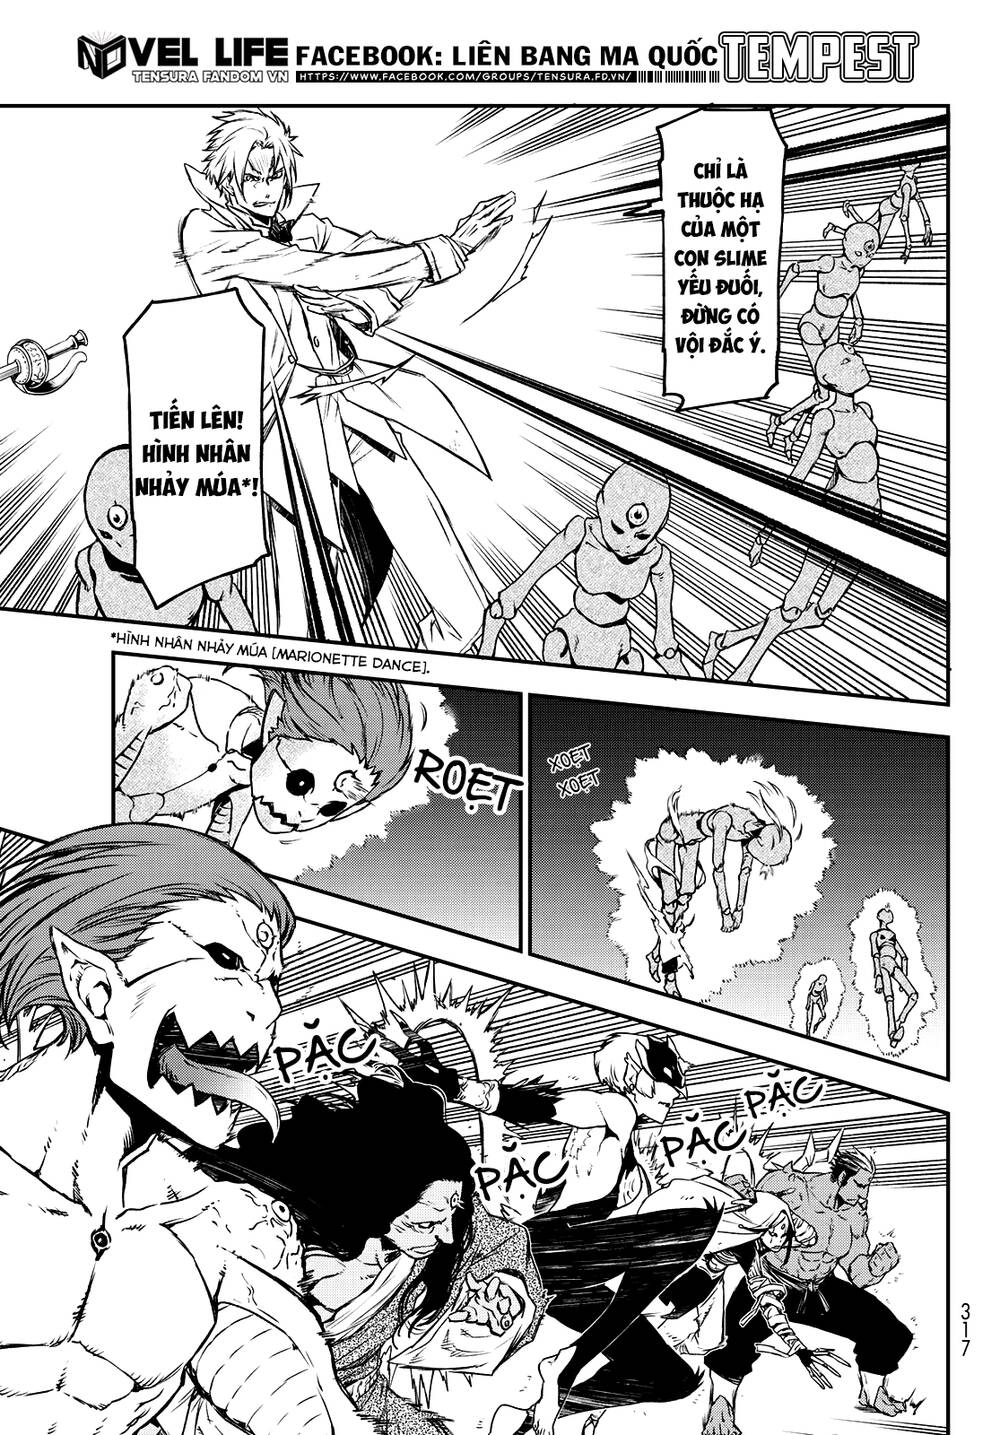 NOVEL LIFE
TENSURA FANDOM VN
FACEBOOK: LIÊN BANG MA QUỐC
HTTPS://WWW.FACEBOOK.COM/GROUPS/TENSURA.FD.VN/
TEMPEST
CHỈ LÀ
THUỘC HẠ
CỦA MỘT
CON SLIME
YẾU ĐUỐI,
ĐỪNG CÓ
VỘI ĐẮC Ý.
TIẾN LÊN!
HÌNH NHÂN
NHẢY MÚA*!
*HÌNH NHÂN NHẢY MÚA [MARIONETTE DANCE].
ROẸT
XOẸT
XOẸT
PẶC
PẶC
PẶC
PẶC
317